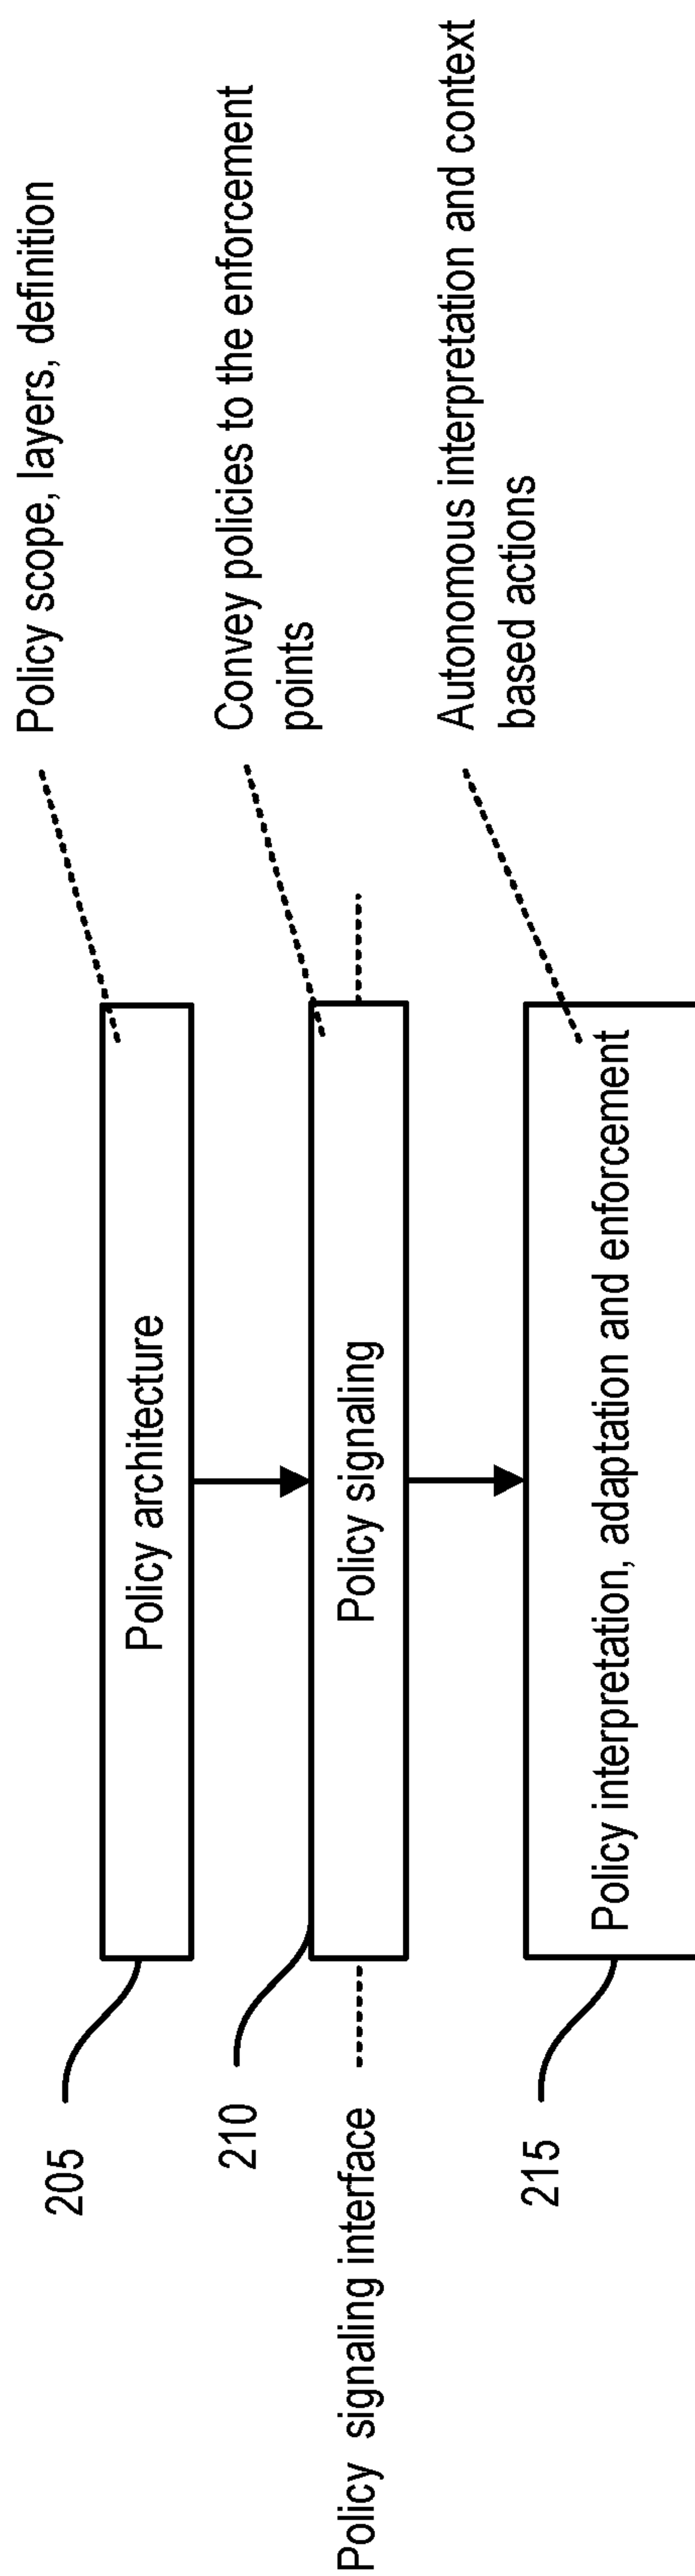 205
Policy architecture
Policy scope, layers, definition
210
Policy signaling interface
Policy signaling
Convey policies to the enforcement
points
215
Policy interpretation, adaptation and enforcement
Autonomous interpretation and context
based actions